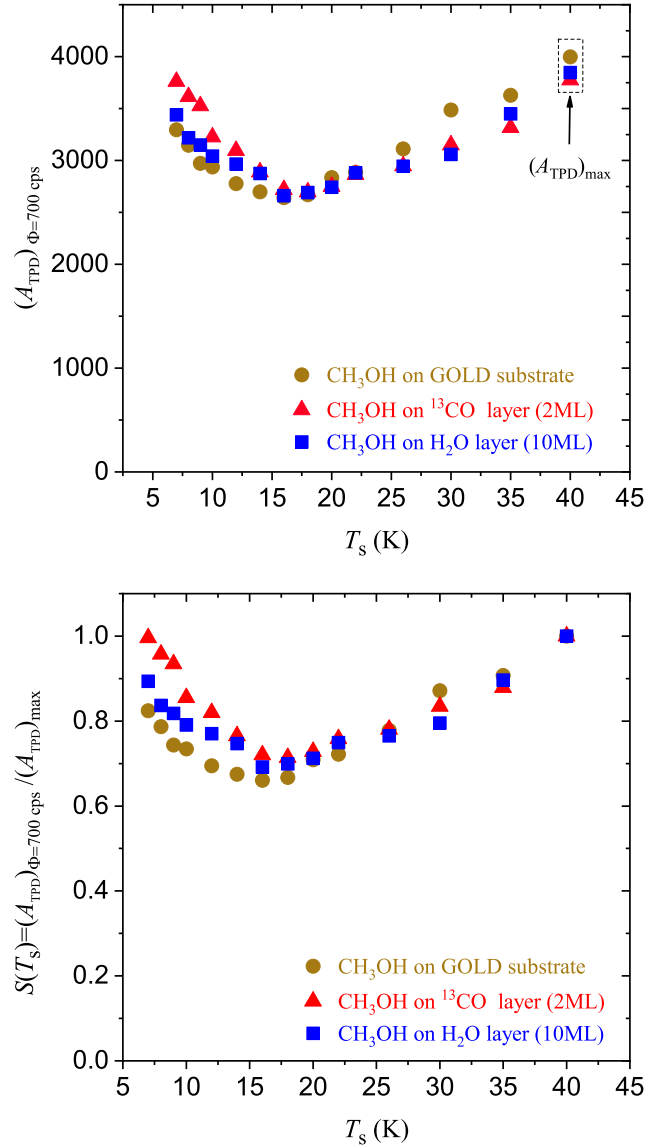 4000
3000
2000
1000
0
(A_TPD)_Φ=700 cps
(A_TPD)_max
CH₃OH on GOLD substrate
CH₃OH on ¹³CO layer (2ML)
CH₃OH on H₂O layer (10ML)
5 10 15 20 25 30 35 40 45
T_s (K)
1.0
0.8
0.6
0.4
0.2
0.0
S(T_s)=(A_TPD)_Φ=700 cps/(A_TPD)_max
CH₃OH on GOLD substrate
CH₃OH on ¹³CO layer (2ML)
CH₃OH on H₂O layer (10ML)
5 10 15 20 25 30 35 40 45
T_s (K)